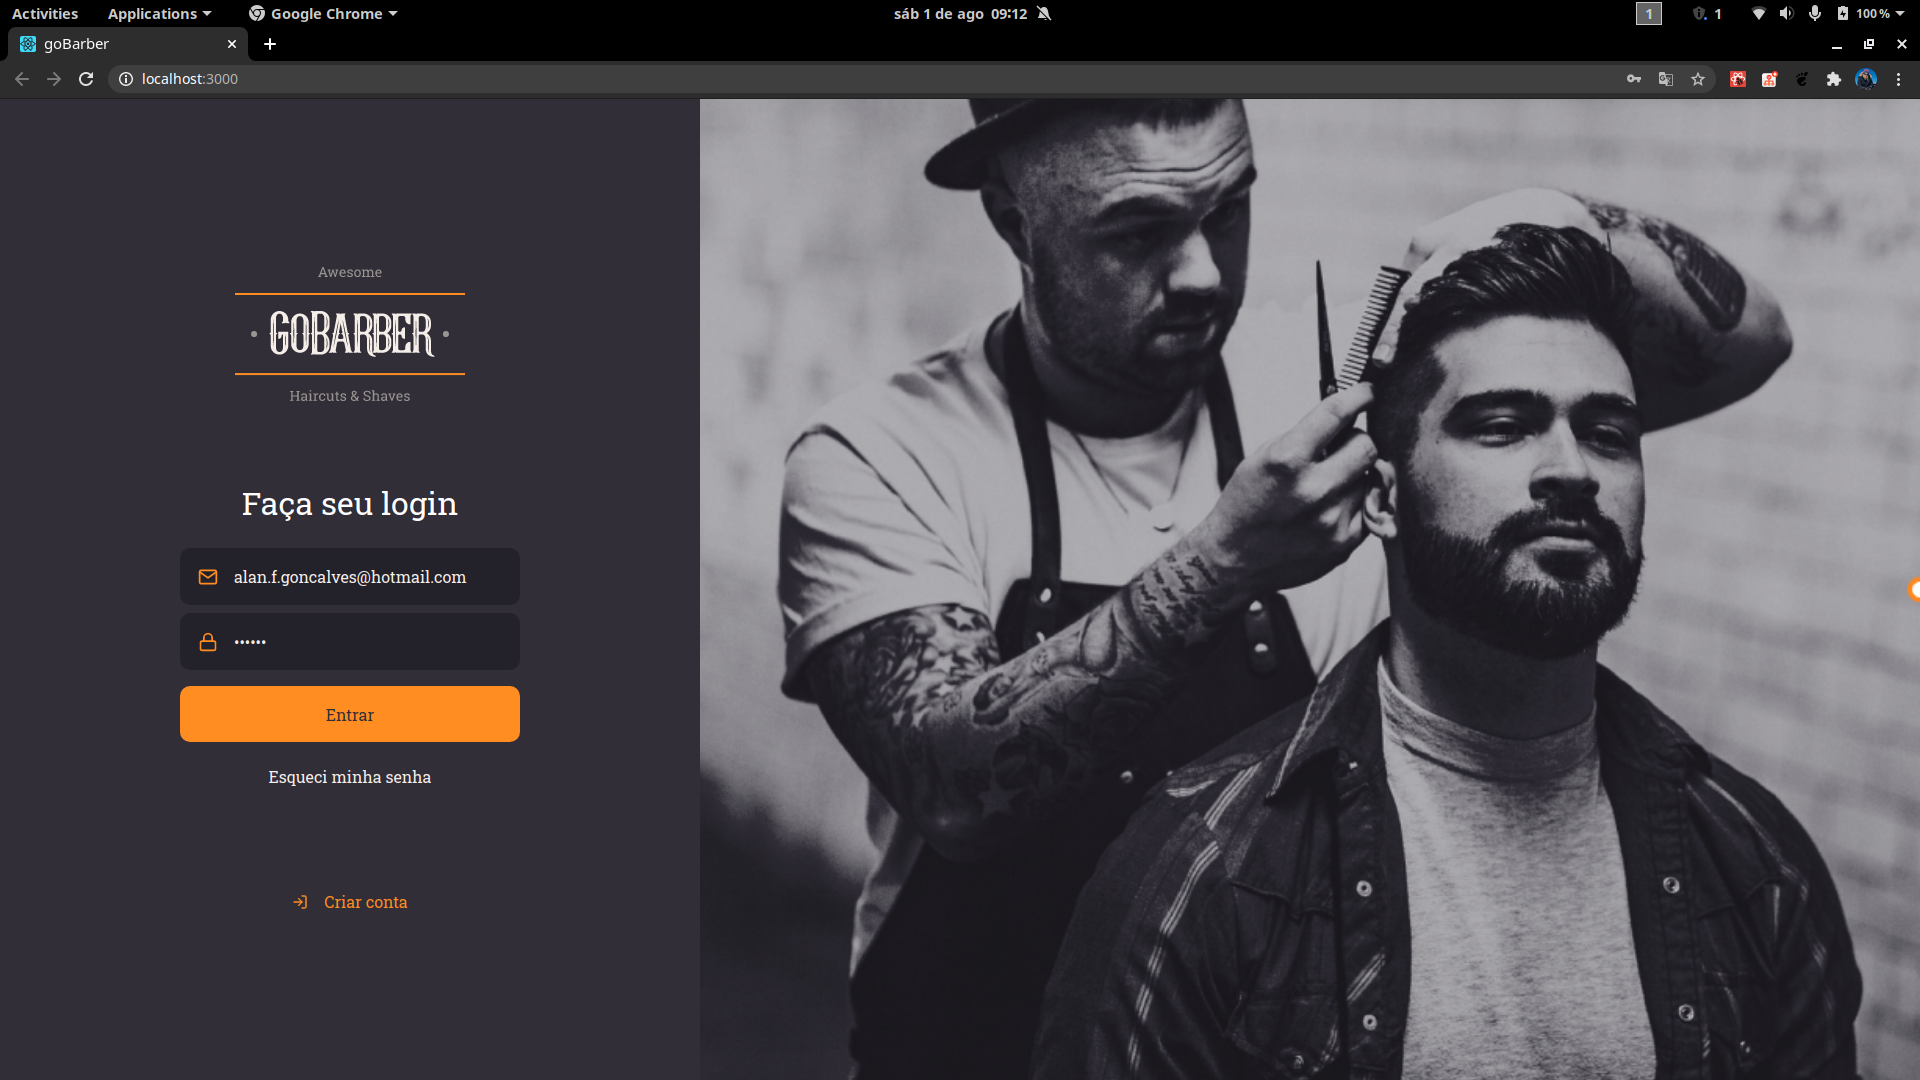 Activities Applications Google Chrome sáb 1 de ago 09:12 1 1 100 %
goBarber
localhost:3000
Awesome
GOBARBER
Haircuts & Shaves
Faça seu login
alan.f.goncalves@hotmail.com
••••••
Entrar
Esqueci minha senha
Criar conta